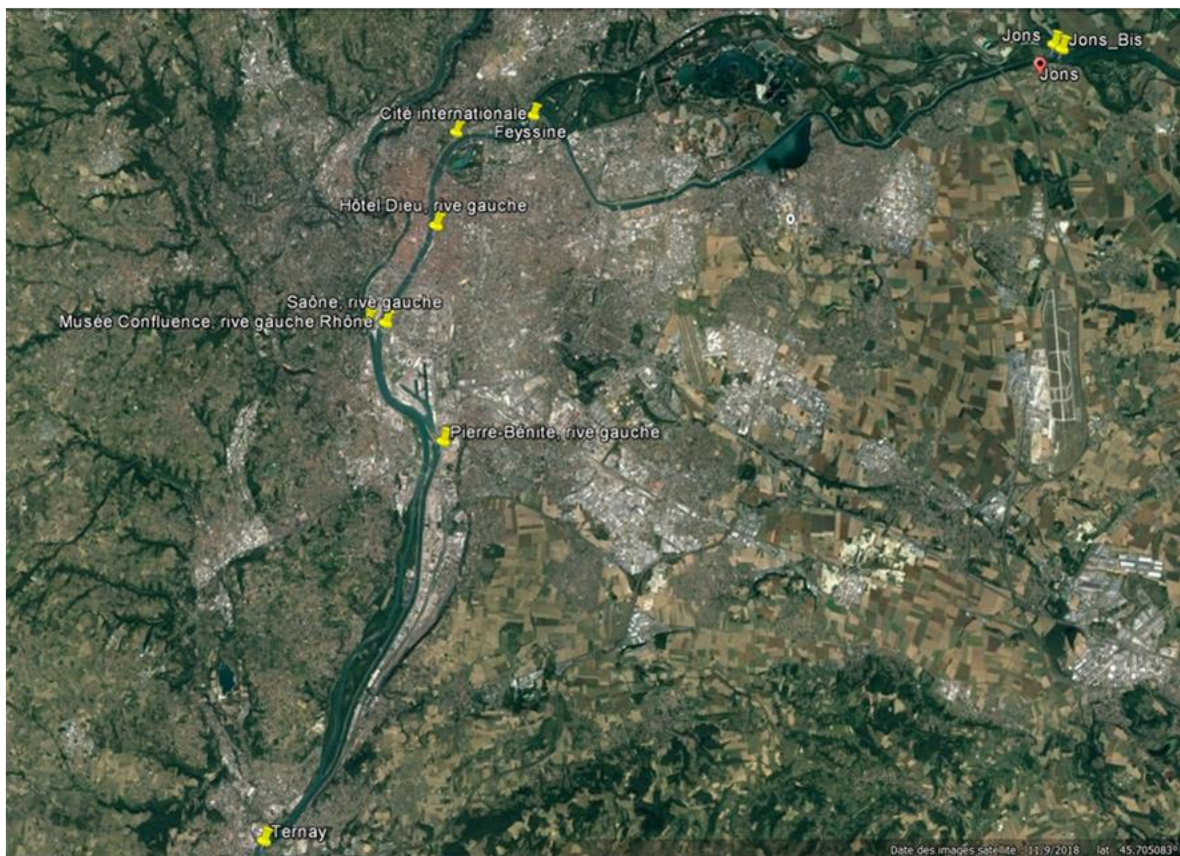 Jons
Jons_Bis
Jons
Cité internationale
Feyssine
Hôtel Dieu, rive gauche
Saône, rive gauche
Musée Confluence, rive gauche Rhône
Pierre-Bénite, rive gauche
Ternay
Date des images satellite : 11/9/2018 lat 45.705083°